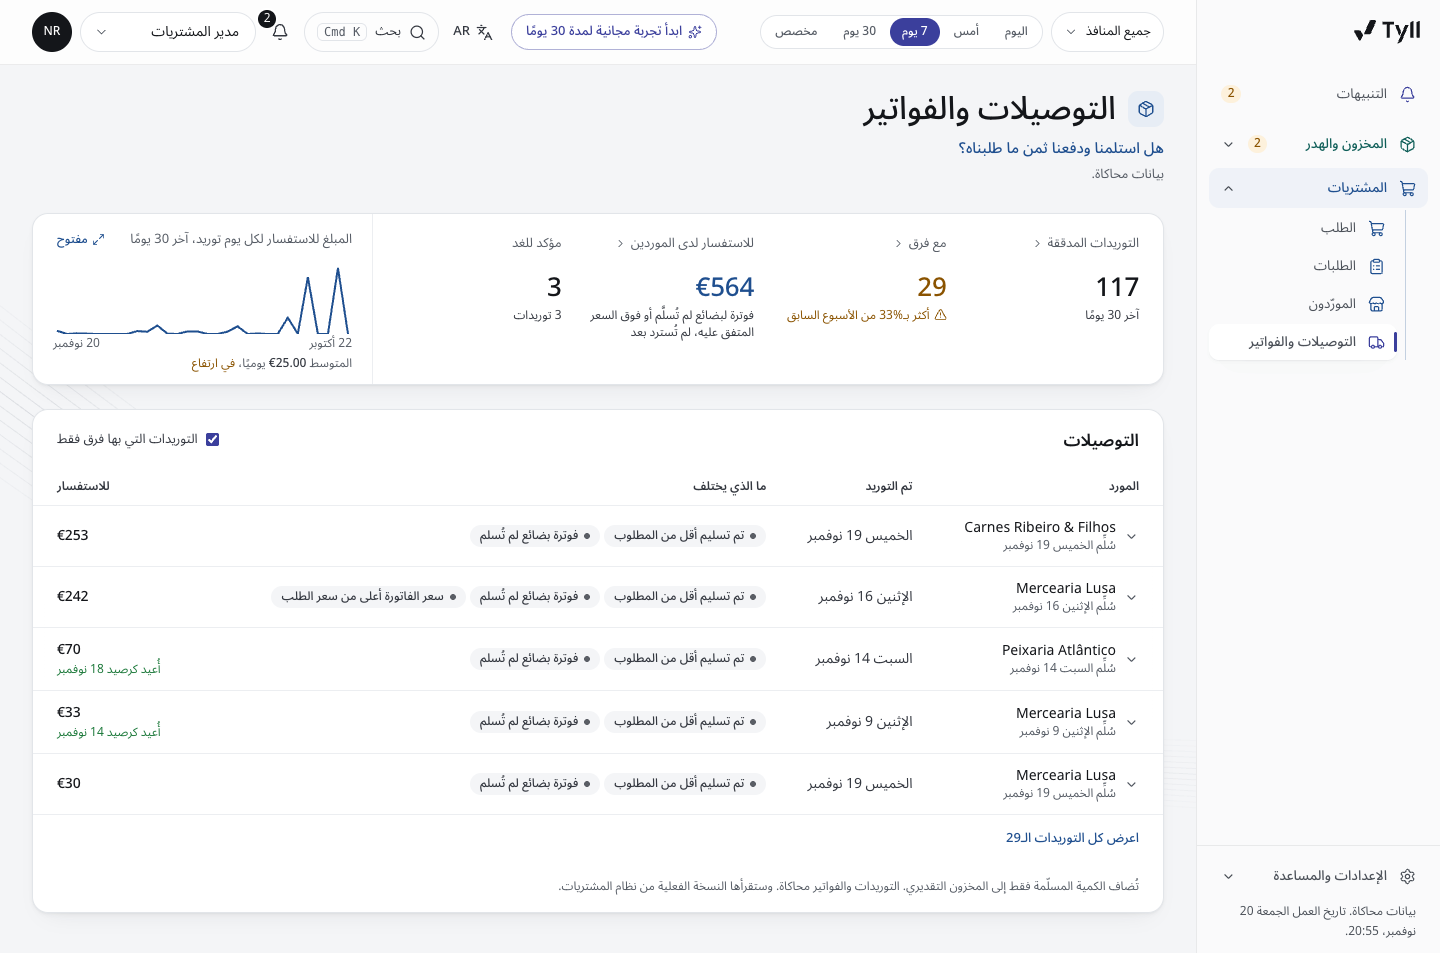 Tyll
التنبيهات 2
المخزون والهدر 2
المشتريات
الطلب
الطلبات
المورّدون
التوصيلات والفواتير
الإعدادات والمساعدة
بيانات محاكاة. تاريخ العمل الجمعة 20
نوفمبر، 20:55.
جميع المنافذ
اليوم أمس 7 يوم 30 يوم مخصص
ابدأ تجربة مجانية لمدة 30 يومًا
AR
بحث Cmd K
2
مدير المشتريات
NR
التوصيلات والفواتير
هل استلمنا ودفعنا ثمن ما طلبناه؟
بيانات محاكاة.
التوريدات المدققة
117
آخر 30 يومًا
مع فرق
29
أكثر بـ33% من الأسبوع السابق
للاستفسار لدى الموردين
€564
فوترة لبضائع لم تُسلَّم أو فوق السعر
المتفق عليه، لم تُسترد بعد
مؤكد للغد
3
3 توريدات
المبلغ للاستفسار لكل يوم توريد، آخر 30 يومًا
مفتوح
22 أكتوبر
20 نوفمبر
المتوسط €25.00 يوميًا، في ارتفاع
التوصيلات
التوريدات التي بها فرق فقط
المورد تم التوريد ما الذي يختلف للاستفسار
Carnes Ribeiro & Filhos
سُلِّم الخميس 19 نوفمبر
الخميس 19 نوفمبر
تم تسليم أقل من المطلوب
فوترة بضائع لم تُسلم
€253
Mercearia Lusa
سُلِّم الإثنين 16 نوفمبر
الإثنين 16 نوفمبر
تم تسليم أقل من المطلوب
فوترة بضائع لم تُسلم
سعر الفاتورة أعلى من سعر الطلب
€242
Peixaria Atlântico
سُلِّم السبت 14 نوفمبر
السبت 14 نوفمبر
تم تسليم أقل من المطلوب
فوترة بضائع لم تُسلم
€70
أُعيد كرصيد 18 نوفمبر
Mercearia Lusa
سُلِّم الإثنين 9 نوفمبر
الإثنين 9 نوفمبر
تم تسليم أقل من المطلوب
فوترة بضائع لم تُسلم
€33
أُعيد كرصيد 14 نوفمبر
Mercearia Lusa
سُلِّم الخميس 19 نوفمبر
الخميس 19 نوفمبر
تم تسليم أقل من المطلوب
فوترة بضائع لم تُسلم
€30
اعرض كل التوريدات الـ29
تُضاف الكمية المسلّمة فقط إلى المخزون التقديري. التوريدات والفواتير محاكاة. وستقرأها النسخة الفعلية من نظام المشتريات.